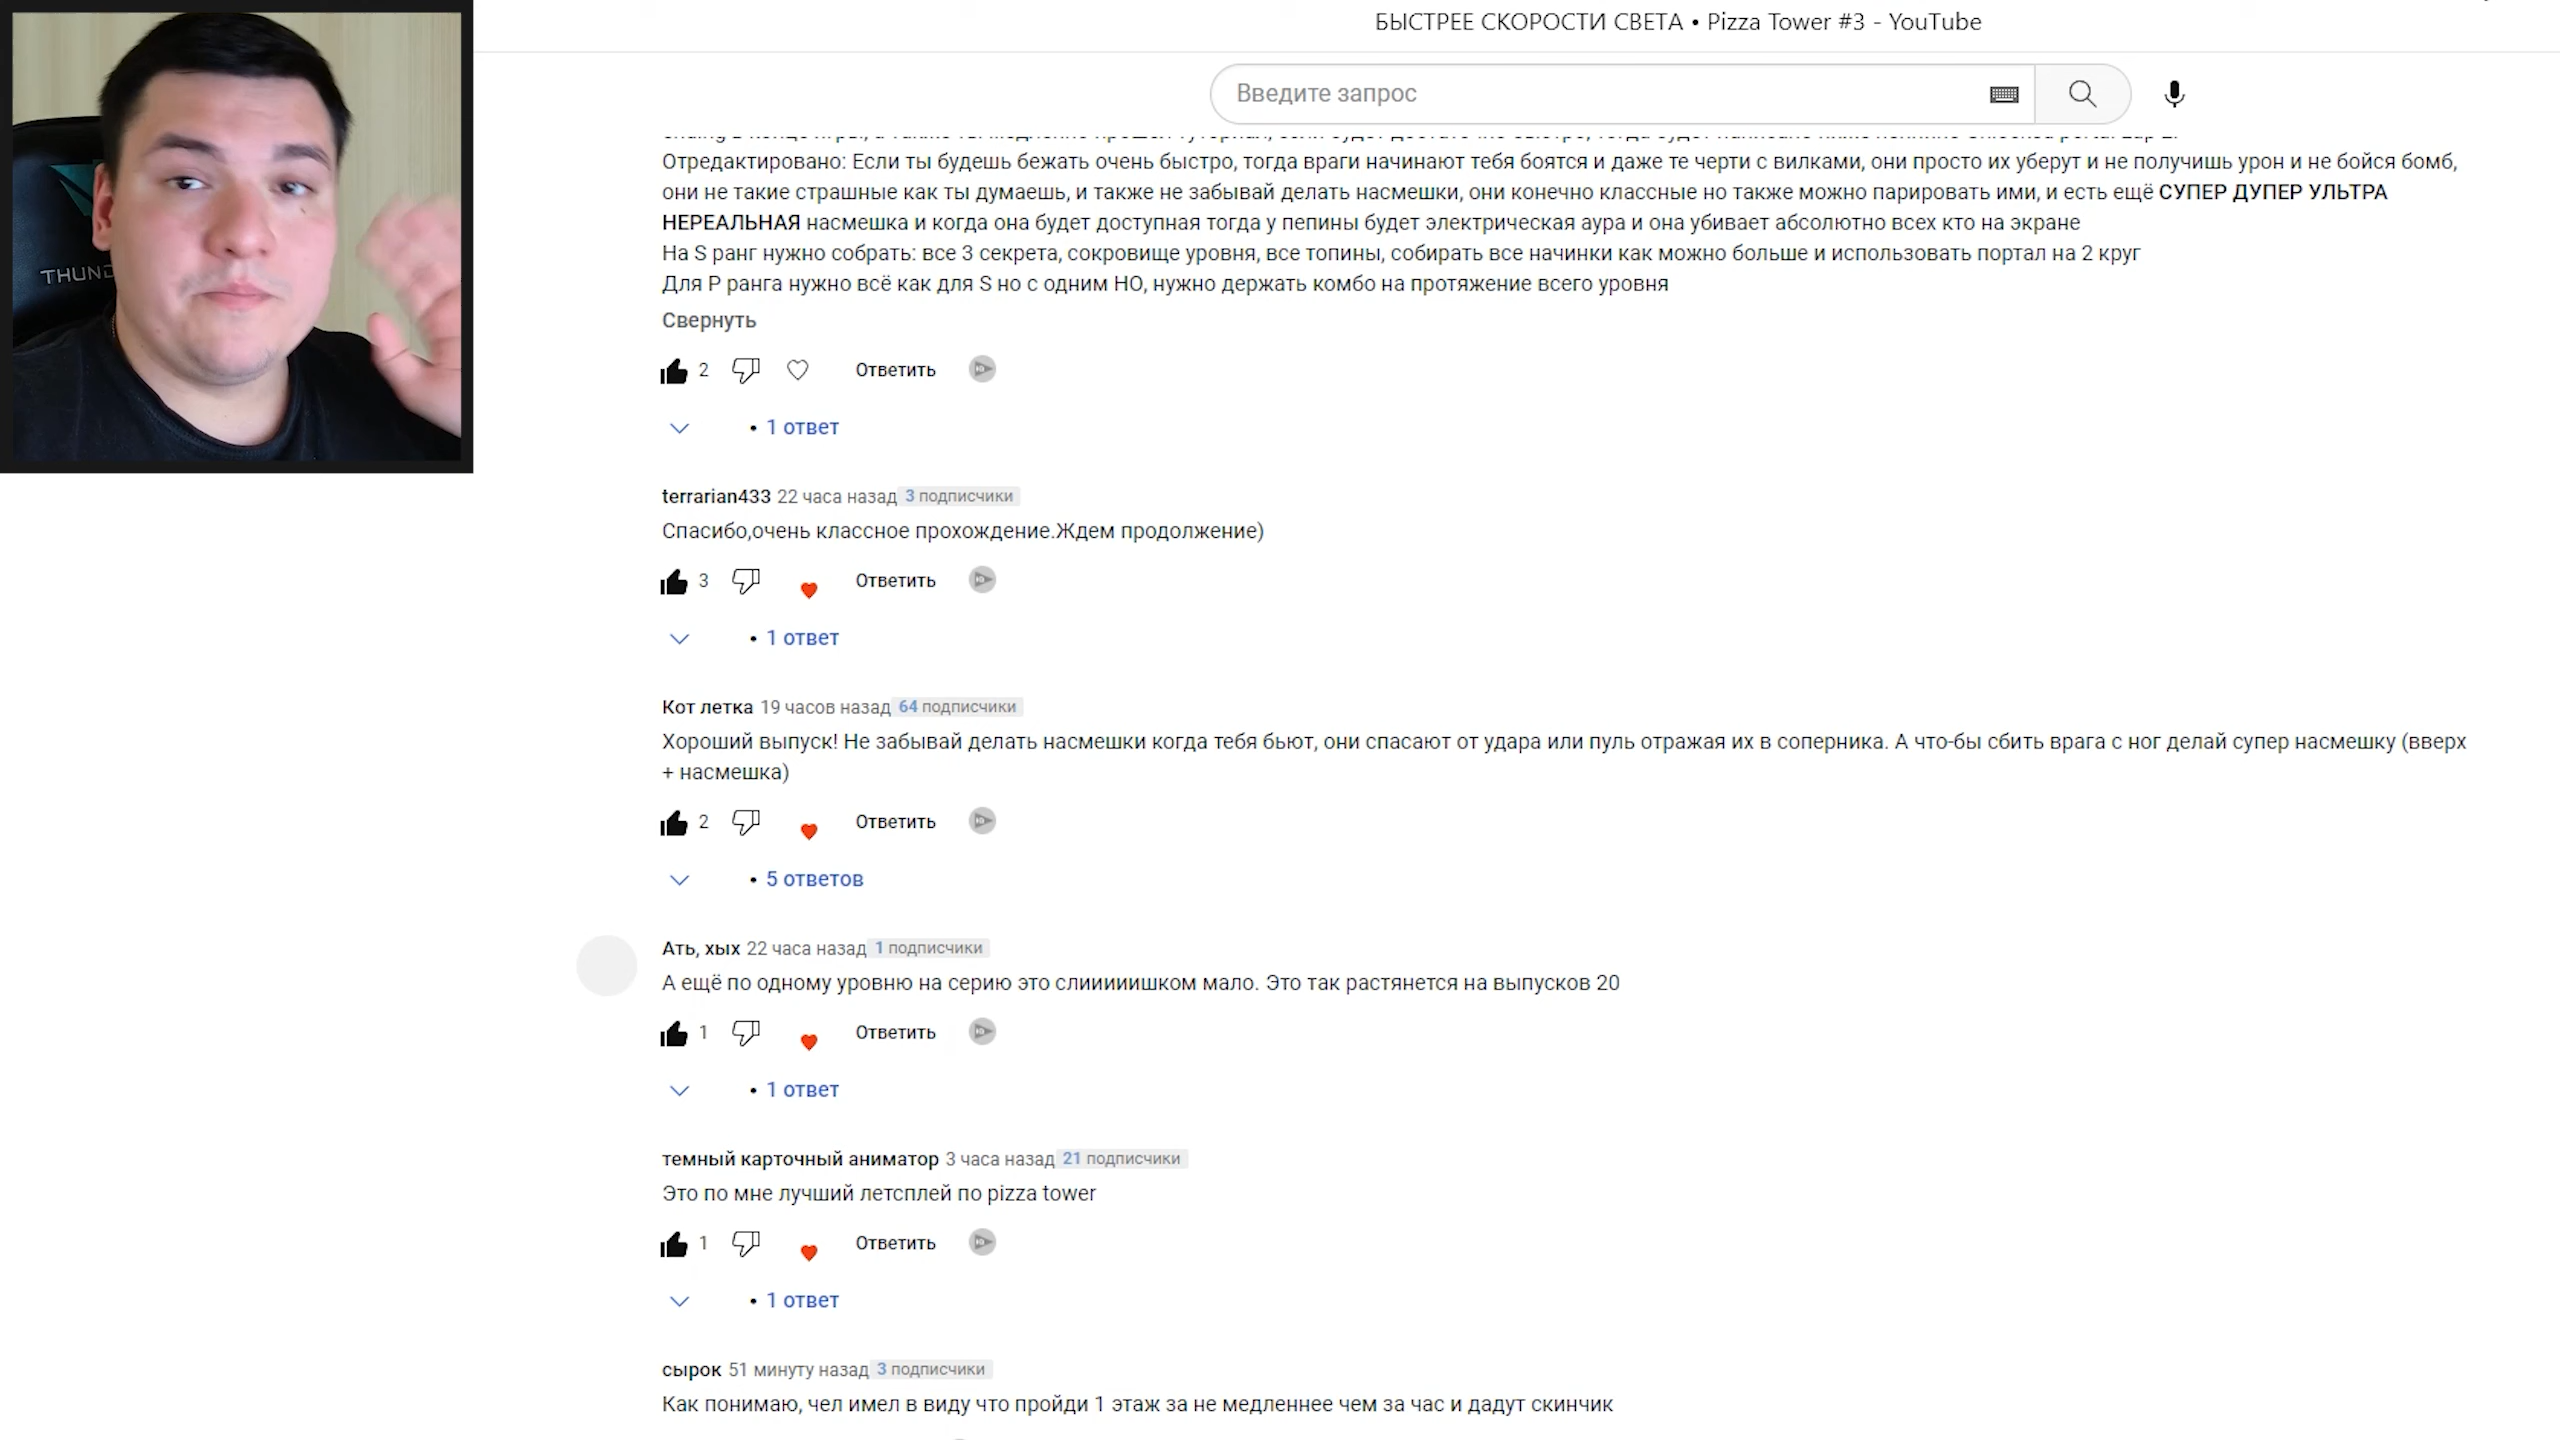 БЫСТРЕЕ СКОРОСТИ СВЕТА • Pizza Tower #3 - YouTube
Введите запрос
THUND
Отредактировано: Если ты будешь бежать очень быстро, тогда враги начинают тебя боятся и даже те черти с вилками, они просто их уберут и не получишь урон и не бойся бомб,
они не такие страшные как ты думаешь, и также не забывай делать насмешки, они конечно классные но также можно парировать ими, и есть ещё СУПЕР ДУПЕР УЛЬТРА
НЕРЕАЛЬНАЯ насмешка и когда она будет доступная тогда у пепины будет электрическая аура и она убивает абсолютно всех кто на экране
На S ранг нужно собрать: все 3 секрета, сокровище уровня, все топины, собирать все начинки как можно больше и использовать портал на 2 круг
Для P ранга нужно всё как для S но с одним НО, нужно держать комбо на протяжение всего уровня
Свернуть
2 Ответить
• 1 ответ
terrarian433 22 часа назад 3 подписчики
Спасибо,очень классное прохождение.Ждем продолжение)
3 Ответить
• 1 ответ
Кот летка 19 часов назад 64 подписчики
Хороший выпуск! Не забывай делать насмешки когда тебя бьют, они спасают от удара или пуль отражая их в соперника. А что-бы сбить врага с ног делай супер насмешку (вверх
+ насмешка)
2 Ответить
• 5 ответов
Ать, хых 22 часа назад 1 подписчики
А ещё по одному уровню на серию это слииииишком мало. Это так растянется на выпусков 20
1 Ответить
• 1 ответ
темный карточный аниматор 3 часа назад 21 подписчики
Это по мне лучший летсплей по pizza tower
1 Ответить
• 1 ответ
сырок 51 минуту назад 3 подписчики
Как понимаю, чел имел в виду что пройди 1 этаж за не медленнее чем за час и дадут скинчик